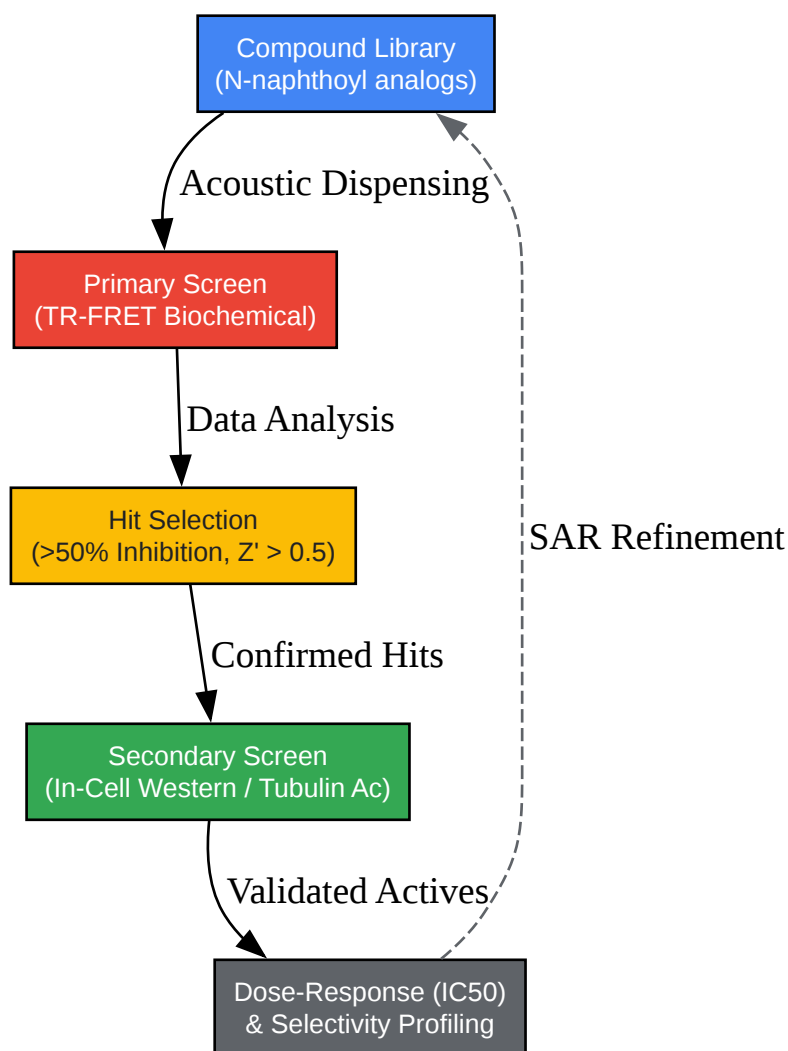 Compound Library
(N-naphthoyl analogs)
Acoustic Dispensing
Primary Screen
(TR-FRET Biochemical)
Data Analysis
Hit Selection
(>50% Inhibition, Z' > 0.5)
SAR Refinement
Confirmed Hits
Secondary Screen
(In-Cell Western / Tubulin Ac)
Validated Actives
Dose-Response (IC50)
& Selectivity Profiling